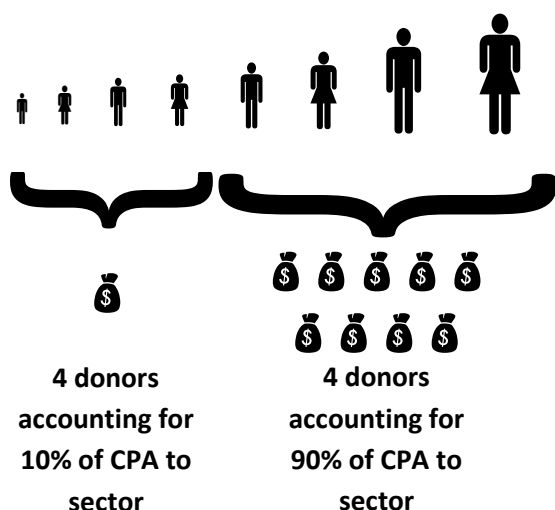 $
$ $ $ $ $
$ $ $ $
4 donors
accounting for
10% of CPA to
sector
4 donors
accounting for
90% of CPA to
sector